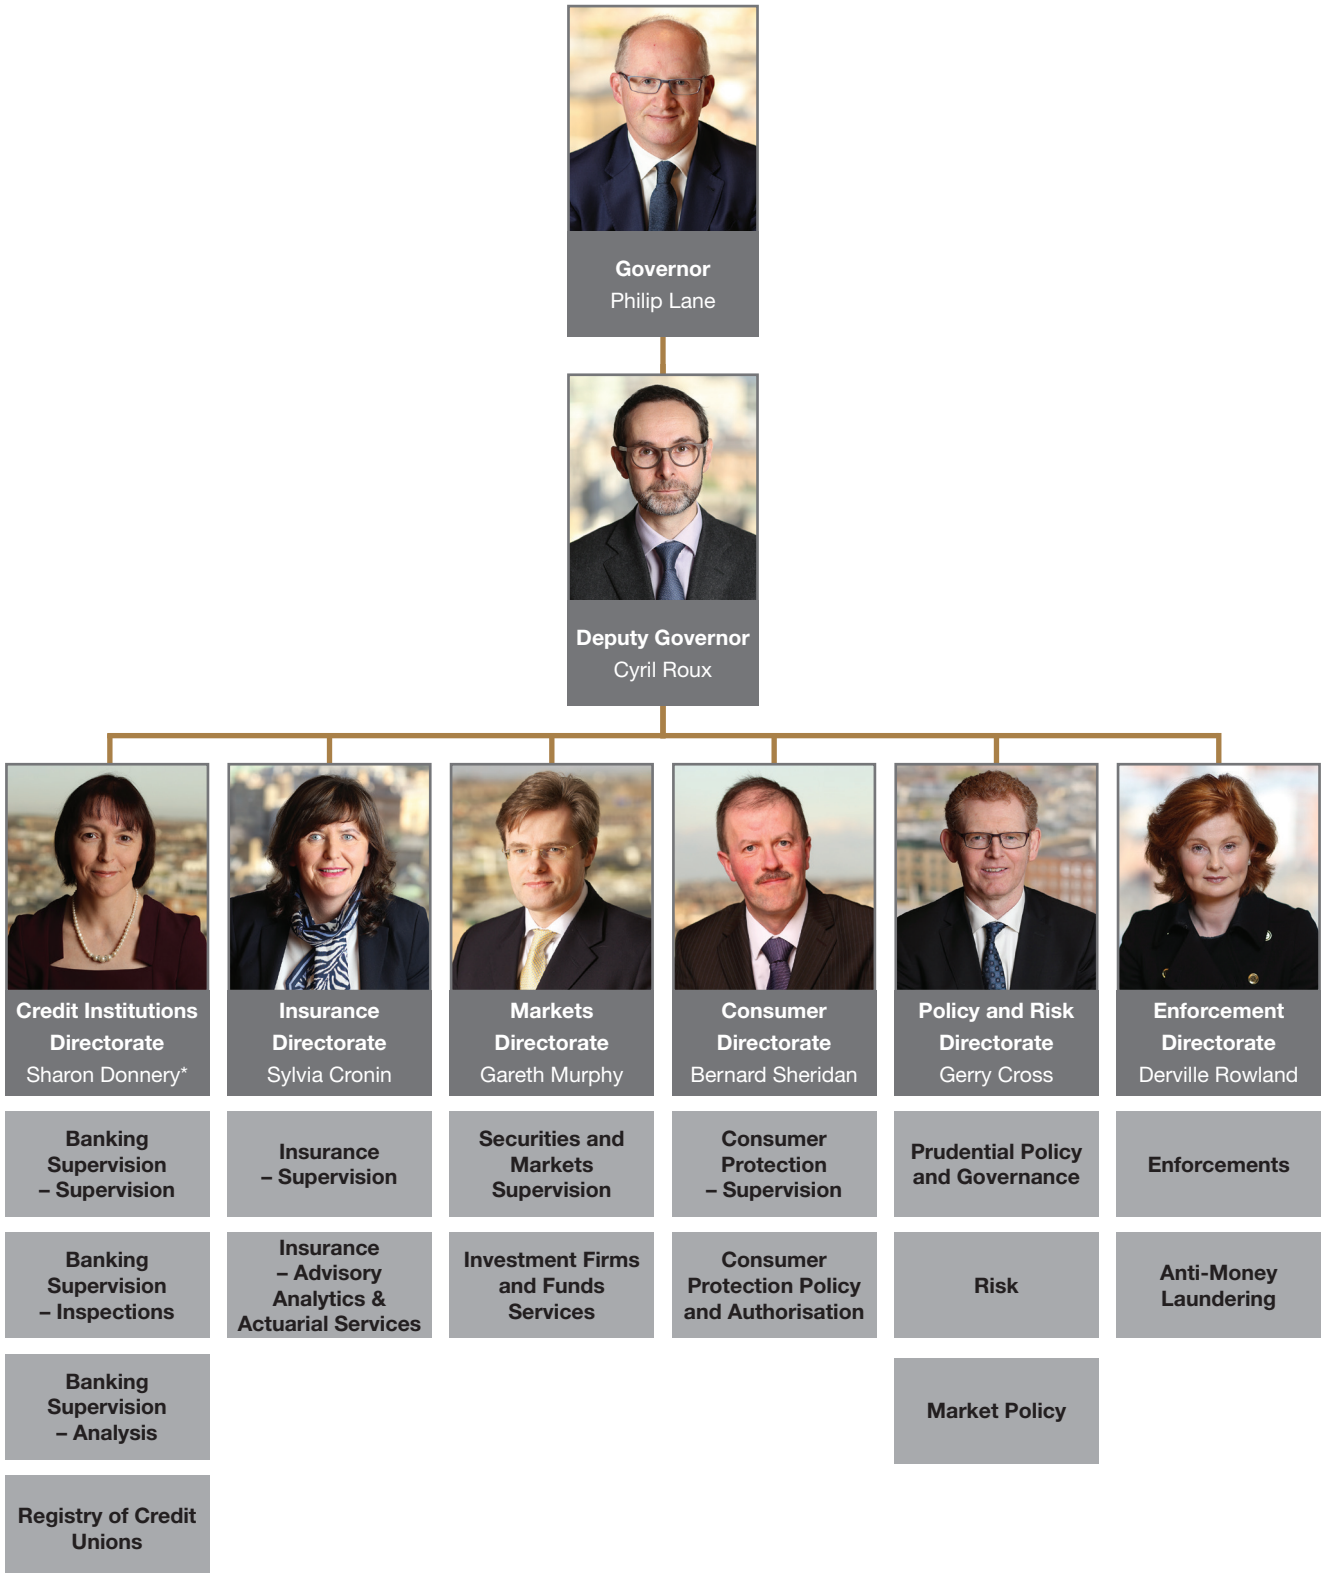 Governor
Philip Lane
Deputy Governor
Cyril Roux
Credit Institutions
Directorate
Sharon Donnery*
Insurance
Directorate
Sylvia Cronin
Markets
Directorate
Gareth Murphy
Consumer
Directorate
Bernard Sheridan
Policy and Risk
Directorate
Gerry Cross
Enforcement
Directorate
Derville Rowland
Banking
Supervision
– Supervision
Insurance
– Supervision
Securities and
Markets
Supervision
Consumer
Protection
– Supervision
Prudential Policy
and Governance
Enforcements
Banking
Supervision
– Inspections
Insurance
– Advisory
Analytics &
Actuarial Services
Investment Firms
and Funds
Services
Consumer
Protection Policy
and Authorisation
Risk
Anti-Money
Laundering
Banking
Supervision
– Analysis
Market Policy
Registry of Credit
Unions